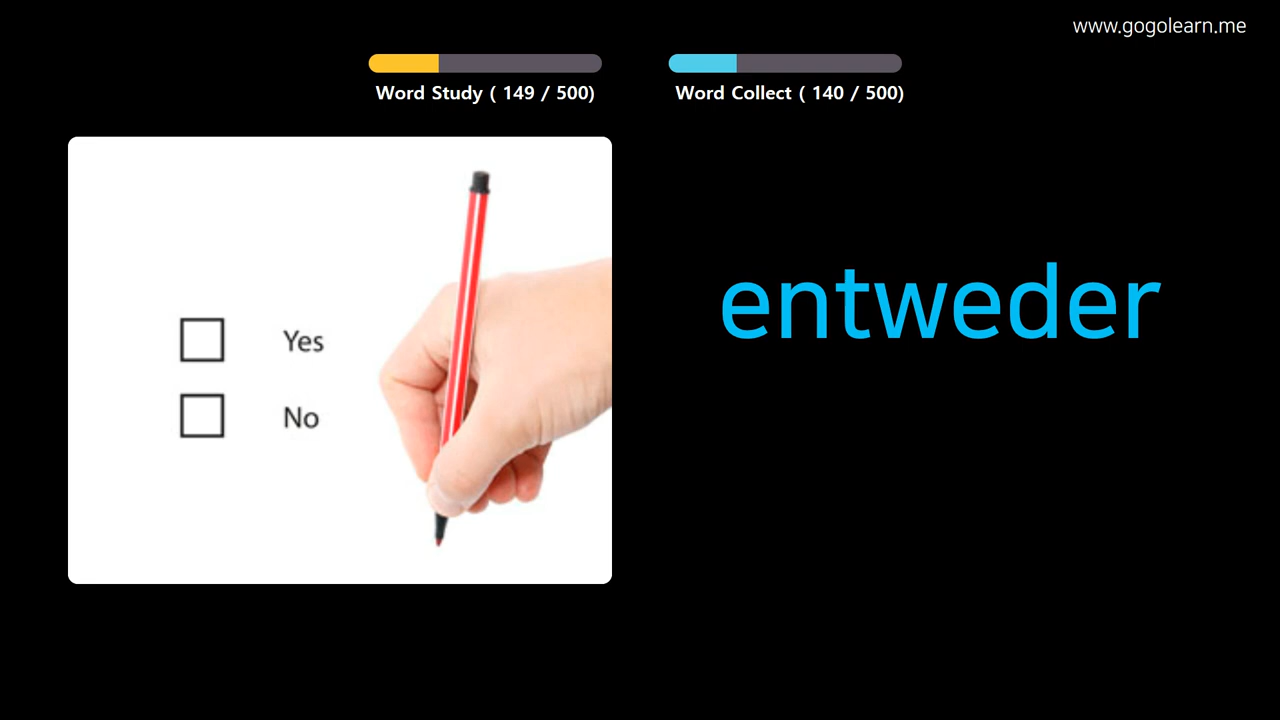 www.gogolearn.me
Word Study ( 149 / 500)
Word Collect ( 140 / 500)
Yes
No
entweder